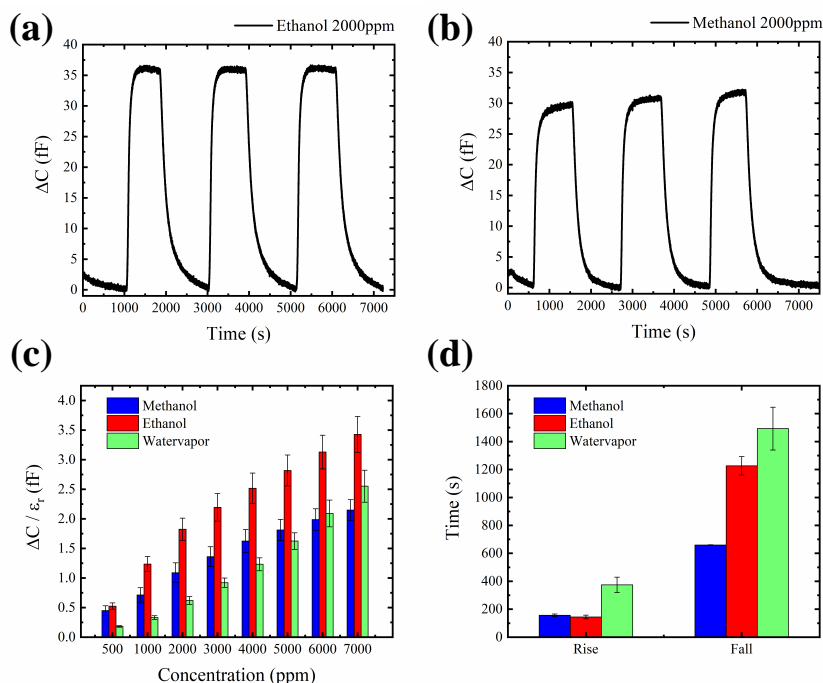 (a)
Ethanol 2000ppm
40
35
30
25
20
15
10
5
0
ΔC (fF)
0 1000 2000 3000 4000 5000 6000 7000
Time (s)
(b)
Methanol 2000ppm
40
35
30
25
20
15
10
5
0
ΔC (fF)
0 1000 2000 3000 4000 5000 6000 7000
Time (s)
(c)
Methanol
Ethanol
Watervapor
4.0
3.5
3.0
2.5
2.0
1.5
1.0
0.5
0.0
ΔC / εr (fF)
500 1000 2000 3000 4000 5000 6000 7000
Concentration (ppm)
(d)
Methanol
Ethanol
Watervapor
1800
1600
1400
1200
1000
800
600
400
200
0
Time (s)
Rise Fall